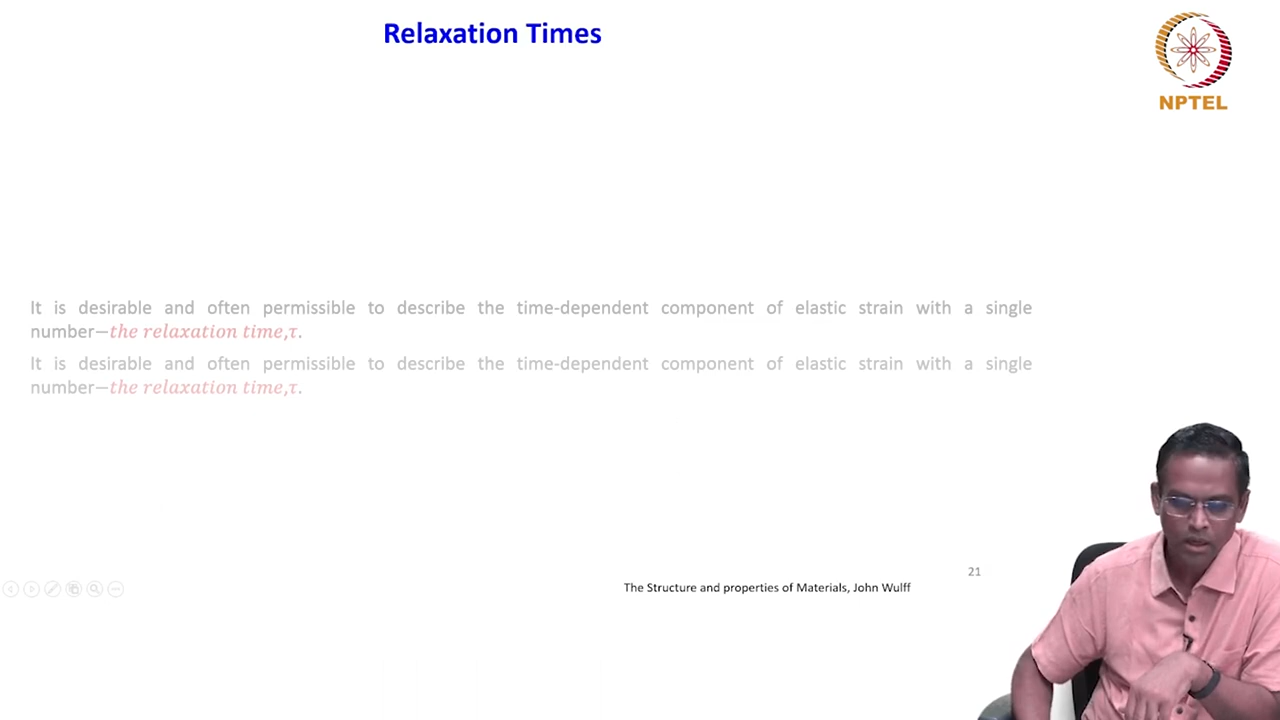 Relaxation Times
NPTEL
It is desirable and often permissible to describe the time-dependent component of elastic strain with a single
number—the relaxation time,τ.
It is desirable and often permissible to describe the time-dependent component of elastic strain with a single
number—the relaxation time,τ.
21
The Structure and properties of Materials, John Wulff